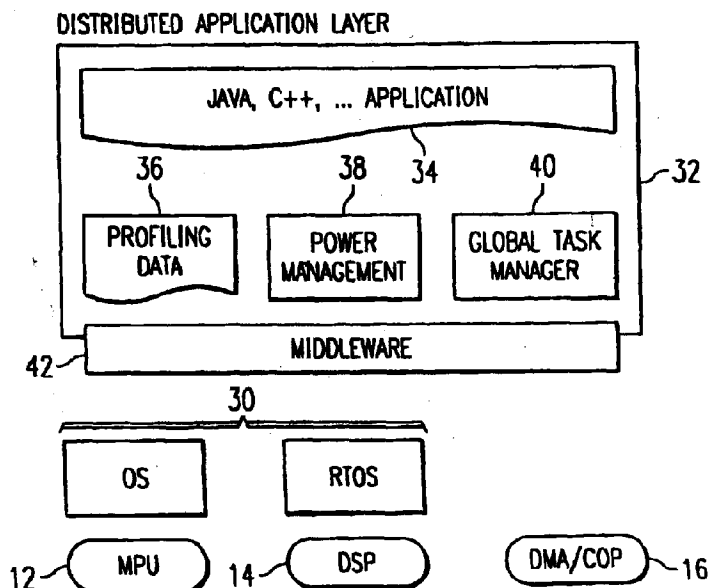 DISTRIBUTED APPLICATION LAYER
JAVA, C++, ... APPLICATION
34
36
38
40
32
PROFILING
DATA
POWER
MANAGEMENT
GLOBAL TASK
MANAGER
MIDDLEWARE
42
30
OS
RTOS
12
MPU
14
DSP
DMA/COP
16